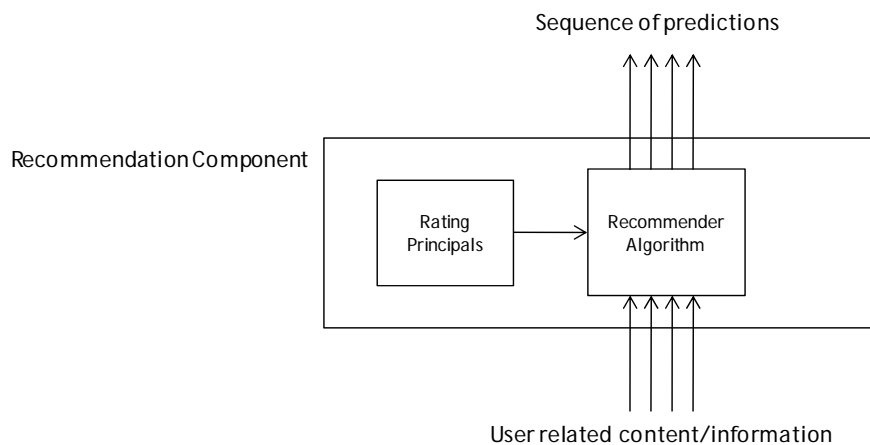 Sequence of predictions
Recommendation Component
Rating
Principals
Recommender
Algorithm
User related content/information